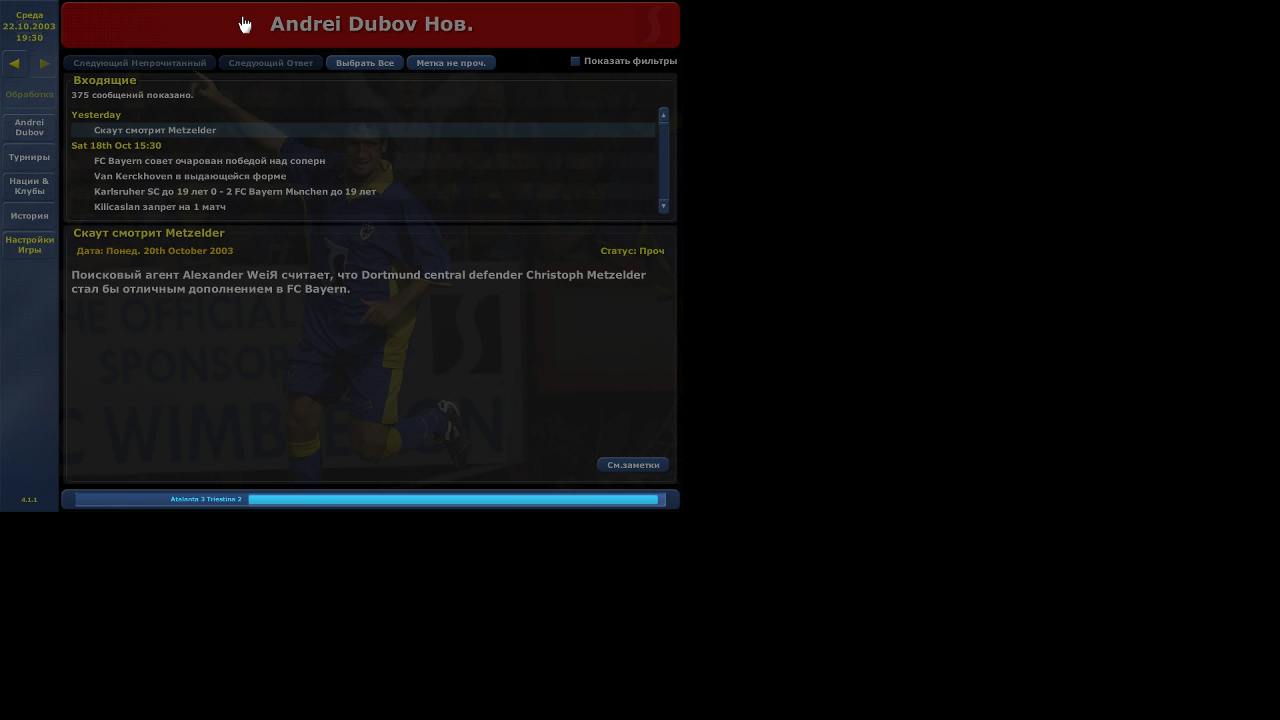 Среда
22.10.2003
19:30
Andrei Dubov Нов.
Обработка
Andrei
Dubov
Турниры
Нации &
Клубы
История
Настройки
Игры
4.1.1
Следующий Непрочитанный
Следующий Ответ
Выбрать Все
Метка не проч.
Показать фильтры
Входящие
375 сообщений показано.
Yesterday
Скаут смотрит Metzelder
Sat 18th Oct 15:30
FC Bayern совет очарован победой над соперн
Van Kerckhoven в выдающейся форме
Karlsruher SC до 19 лет 0 - 2 FC Bayern Mьnchen до 19 лет
Kilicaslan запрет на 1 матч
Скаут смотрит Metzelder
Дата: Понед. 20th October 2003
Статус: Проч
Поисковый агент Alexander WeiЯ считает, что Dortmund central defender Christoph Metzelder
стал бы отличным дополнением в FC Bayern.
THE OFFICIAL
SPONSOR
C WIMBLEDON
См.заметки
Atalanta 3 Triestina 2